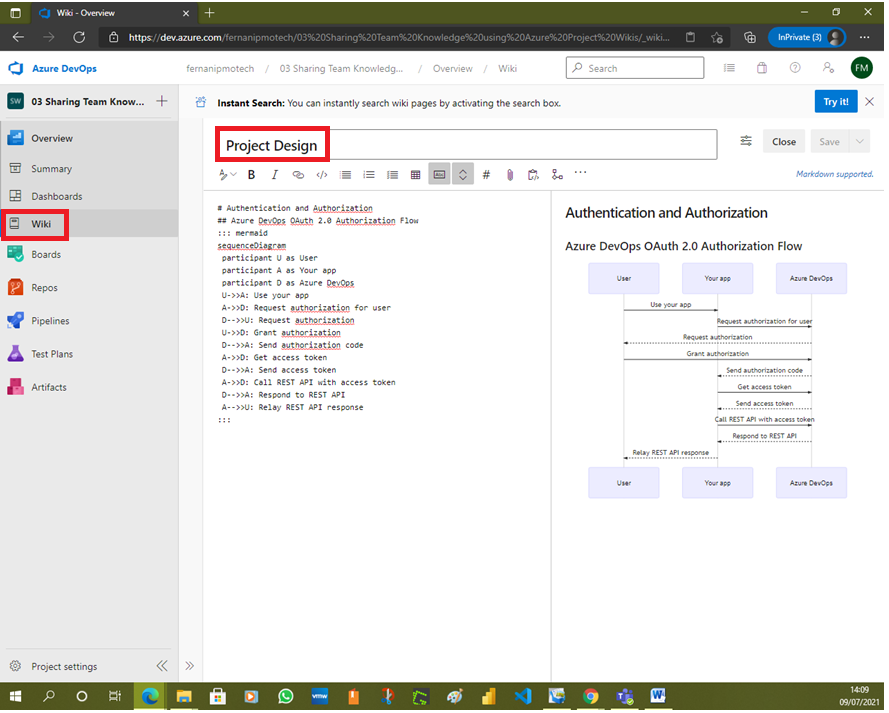 Wiki - Overview
https://dev.azure.com/fernanipmotech/03%20Sharing%20Team%20Knowledge%20using%20Azure%20Project%20Wikis/_wiki...
InPrivate (3)
Azure DevOps
fernanipmotech / 03 Sharing Team Knowledg... / Overview / Wiki
Search
FM
SW 03 Sharing Team Know...
Instant Search: You can instantly search wiki pages by activating the search box.
Try it!
Overview
Summary
Dashboards
Wiki
Boards
Repos
Pipelines
Test Plans
Artifacts
Project settings
Project Design
Close
Save
B I </> # ...
Markdown supported.
# Authentication and Authorization
## Azure DevOps OAuth 2.0 Authorization Flow
::: mermaid
sequenceDiagram
participant U as User
participant A as Your app
participant D as Azure DevOps
U->>A: Use your app
A->>D: Request authorization for user
D-->>U: Request authorization
U->>D: Grant authorization
D-->>A: Send authorization code
A->>D: Get access token
D-->>A: Send access token
A->>D: Call REST API with access token
D-->>A: Respond to REST API
A-->>U: Relay REST API response
:::
Authentication and Authorization
Azure DevOps OAuth 2.0 Authorization Flow
User Your app Azure DevOps
Use your app
Request authorization for user
Request authorization
Grant authorization
Send authorization code
Get access token
Send access token
Call REST API with access token
Respond to REST API
Relay REST API response
User Your app Azure DevOps
vmw
14:09
09/07/2021